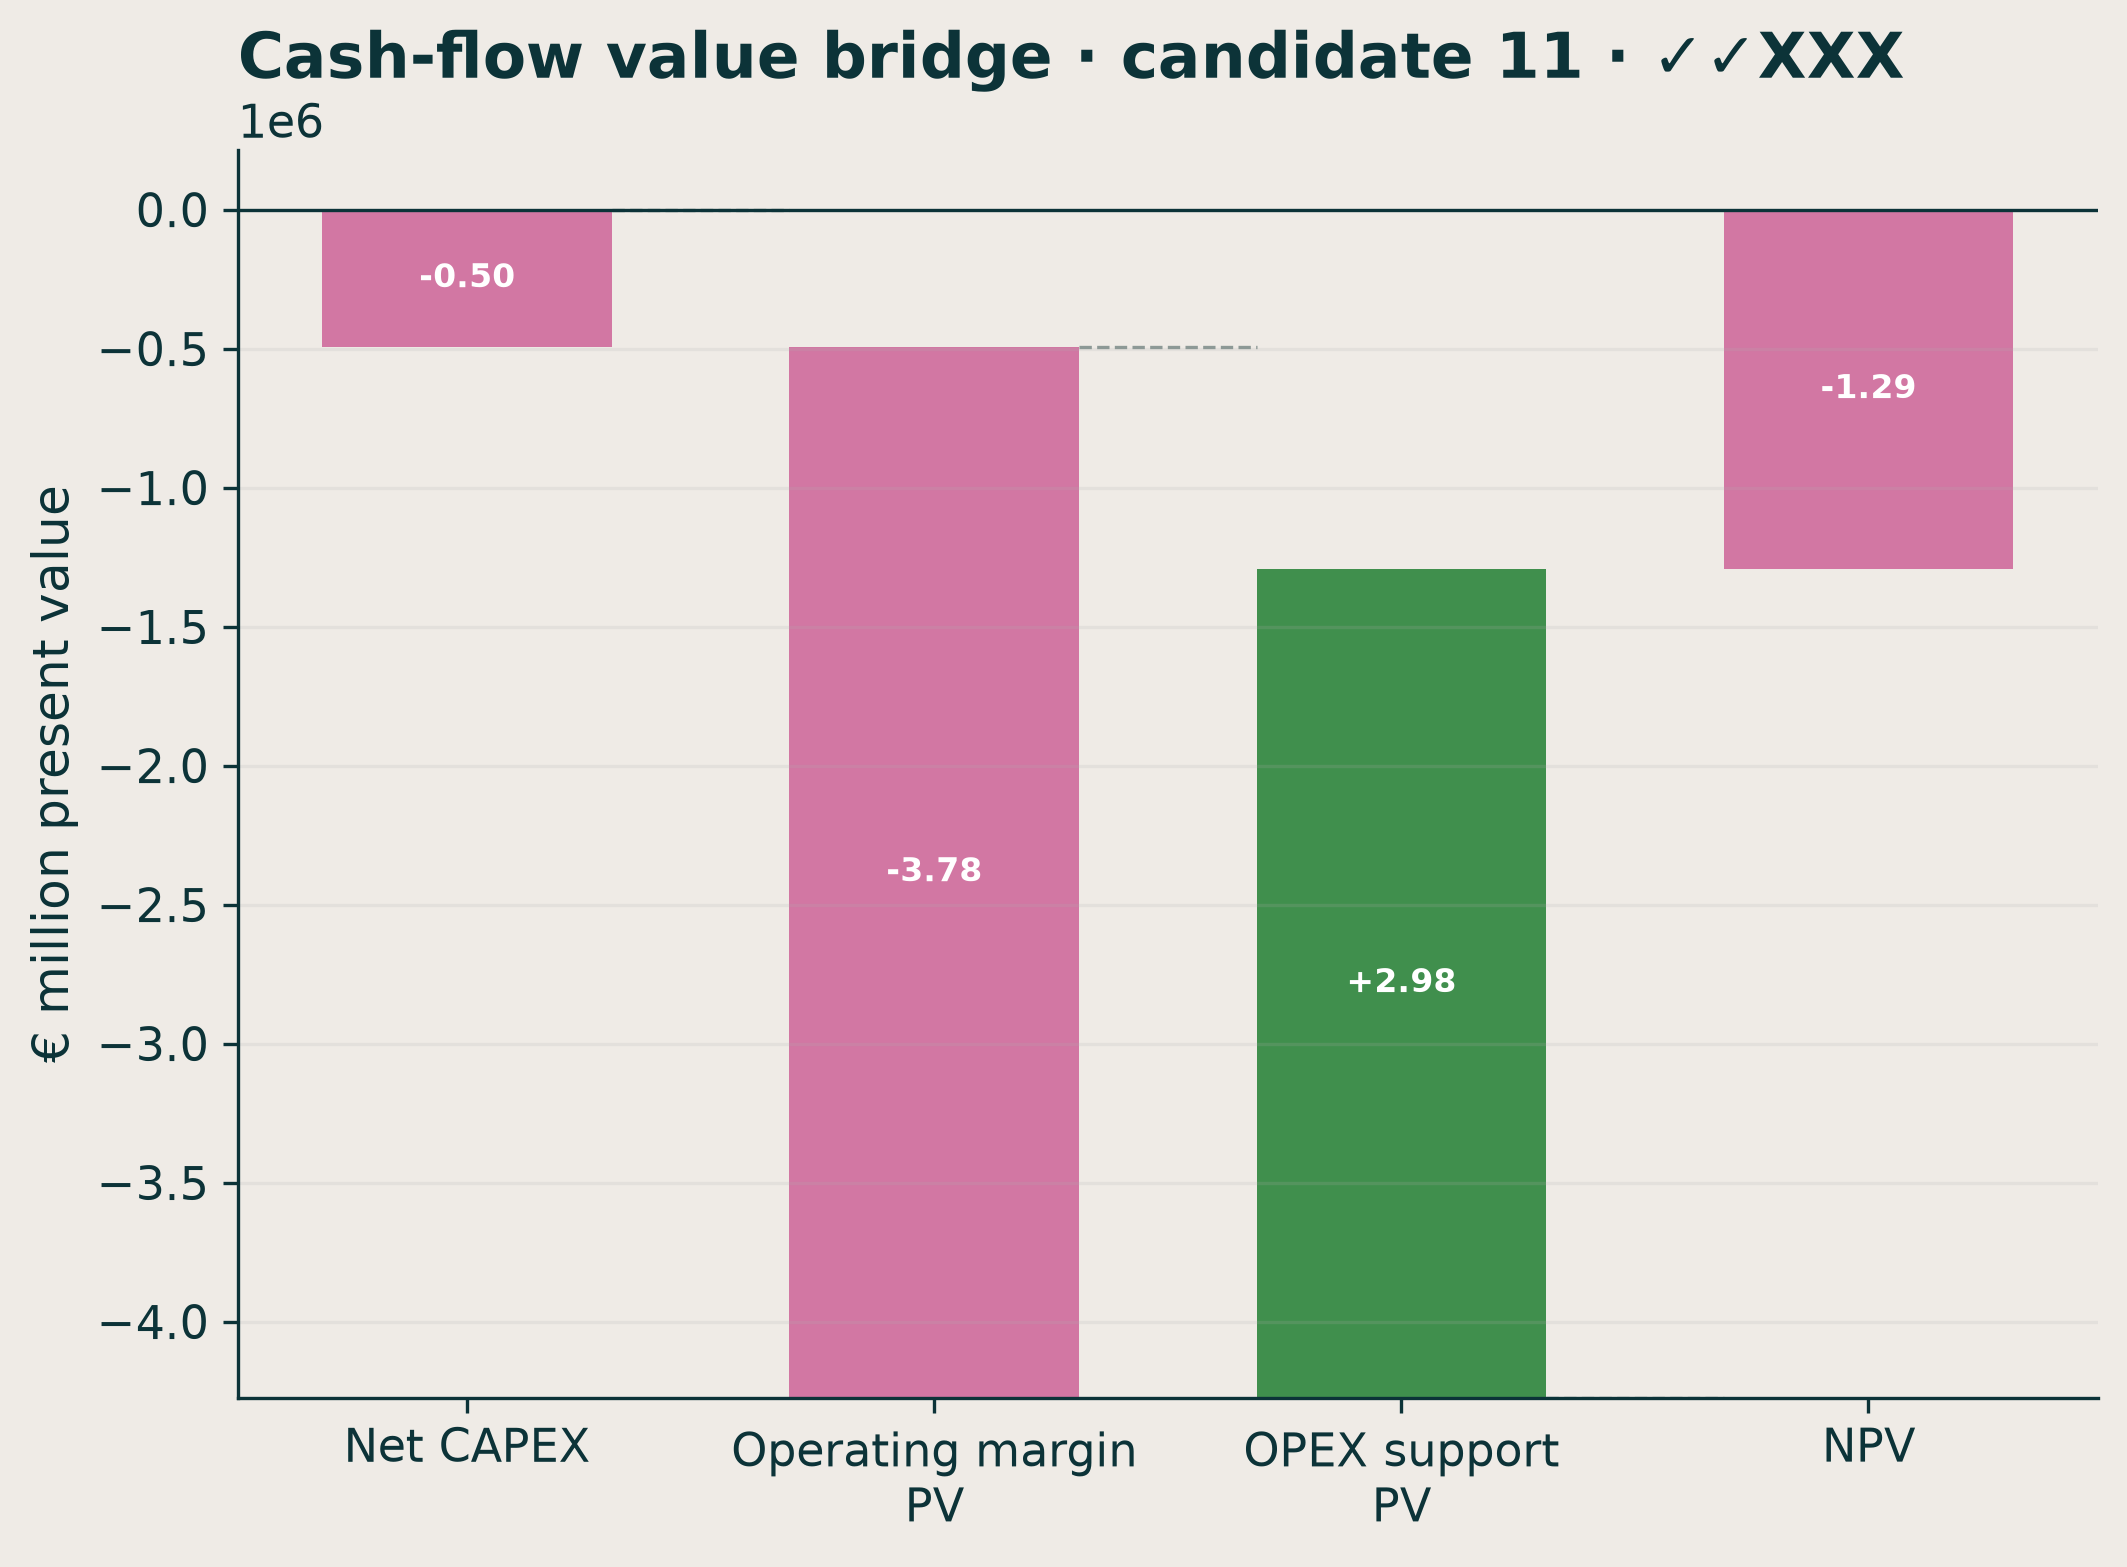 Cash-flow value bridge · candidate 11 · ✓✓XXX
1e6
€ million present value
0.0
−0.5
−1.0
−1.5
−2.0
−2.5
−3.0
−3.5
−4.0
-0.50
-3.78
+2.98
-1.29
Net CAPEX
Operating margin
PV
OPEX support
PV
NPV